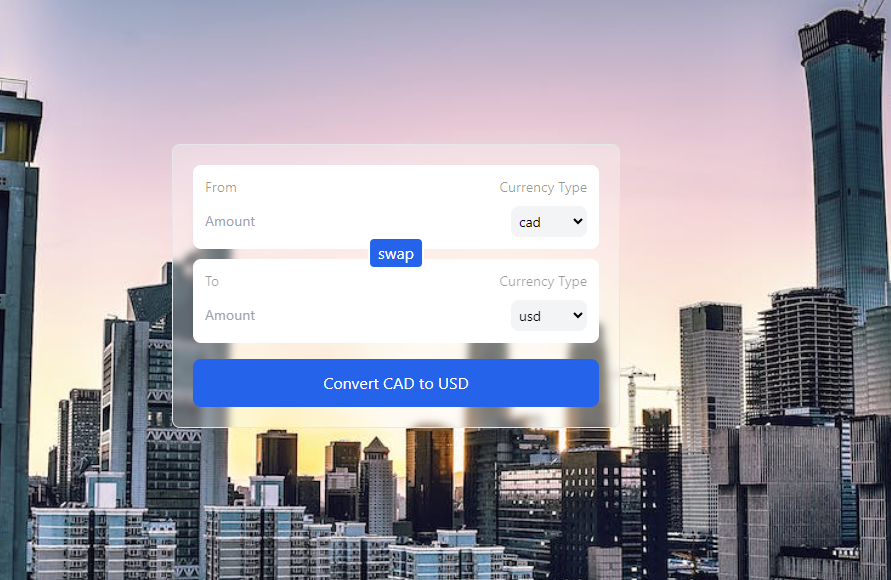 From Currency Type
Amount cad
swap
To Currency Type
Amount usd
Convert CAD to USD